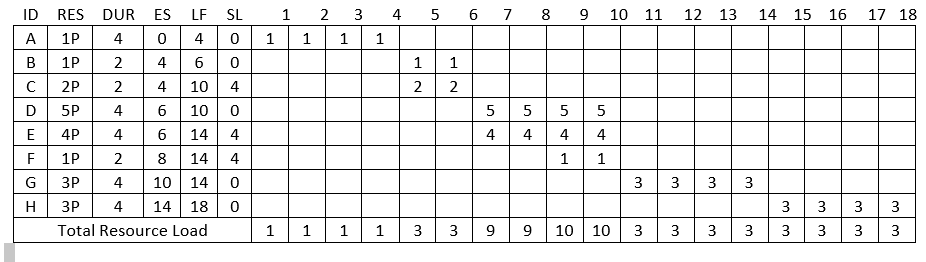 ID RES DUR ES LF SL 1 2 3 4 5 6 7 8 9 10 11 12 13 14 15 16 17 18
A 1P 4 0 4 0 1 1 1 1
B 1P 2 4 6 0 1 1
C 2P 2 4 10 4 2 2
D 5P 4 6 10 0 5 5 5 5
E 4P 4 6 14 4 4 4 4 4
F 1P 2 8 14 4 1 1
G 3P 4 10 14 0 3 3 3 3
H 3P 4 14 18 0 3 3 3 3
Total Resource Load 1 1 1 1 3 3 9 9 10 10 3 3 3 3 3 3 3 3